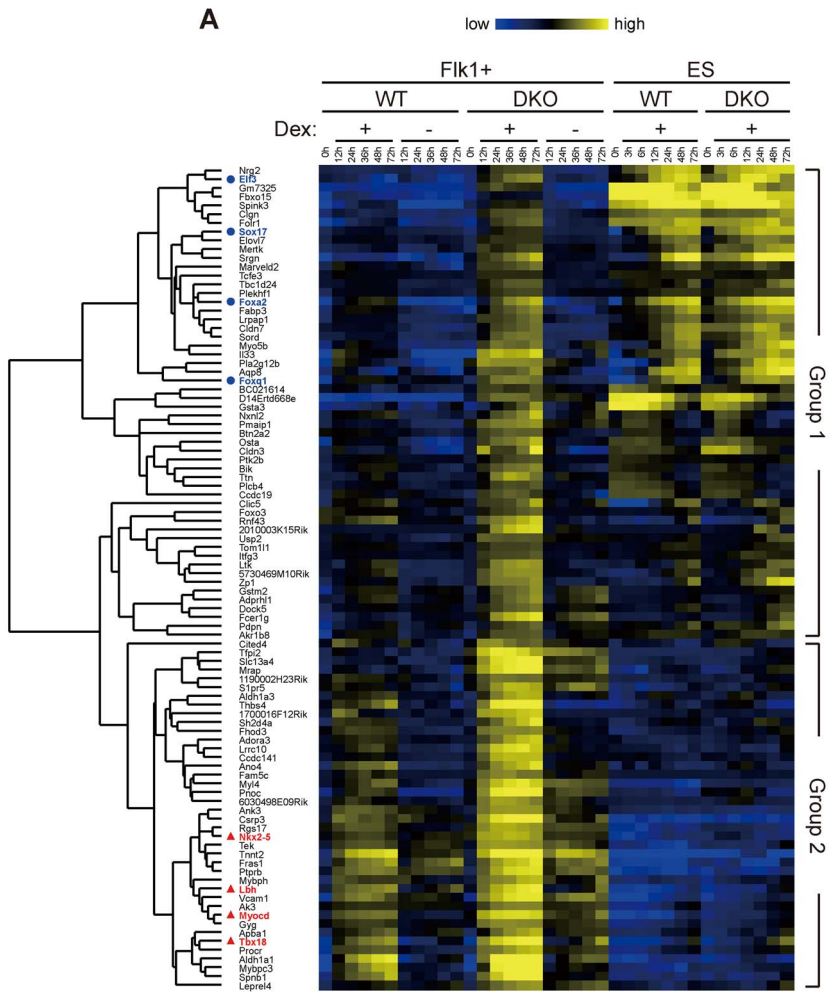 A
low high
Flk1+ ES
WT DKO WT DKO
Dex: + - + - + +
0h 12h 24h 36h 48h 72h 12h 24h 36h 48h 72h 0h 12h 24h 36h 48h 72h 12h 24h 36h 48h 72h 0h 3h 6h 12h 24h 48h 72h 0h 3h 6h 12h 24h 48h 72h
Nrg2
Elf3
Gm7325
Fbxo15
Spink3
Clgn
Folr1
Sox17
Elovl7
Mertk
Srgn
Marveld2
Tcfe3
Tbc1d24
Plekhf1
Foxa2
Fabp3
Lrpap1
Cldn7
Sord
Myo5b
Il33
Pla2g12b
Aqp8
Foxq1
BC021614
D14Ertd668e
Gsta3
Nxnl2
Pmaip1
Btn2a2
Osta
Cldn3
Ptk2b
Bik
Ttn
Plcb4
Ccdc19
Clic5
Foxo3
Rnf43
2010003K15Rik
Usp2
Tom1l1
Itfg3
Ltk
5730469M10Rik
Zp1
Gstm2
Adprhl1
Dock5
Fcer1g
Pdpn
Akr1b8
Cited4
Tfpi2
Slc13a4
Mrap
1190002H23Rik
S1pr5
Aldh1a3
Thbs4
1700016F12Rik
Sh2d4a
Fhod3
Adora3
Lrrc10
Ccdc141
Ano4
Fam5c
Myl4
Pnoc
6030498E09Rik
Ank3
Csrp3
Rgs17
Nkx2-5
Tek
Tnnt2
Fras1
Ptprb
Mybph
Lbh
Vcam1
Ak3
Myocd
Gyg
Apba1
Tbx18
Procr
Aldh1a1
Mybpc3
Spnb1
Leprel4
Group 1
Group 2